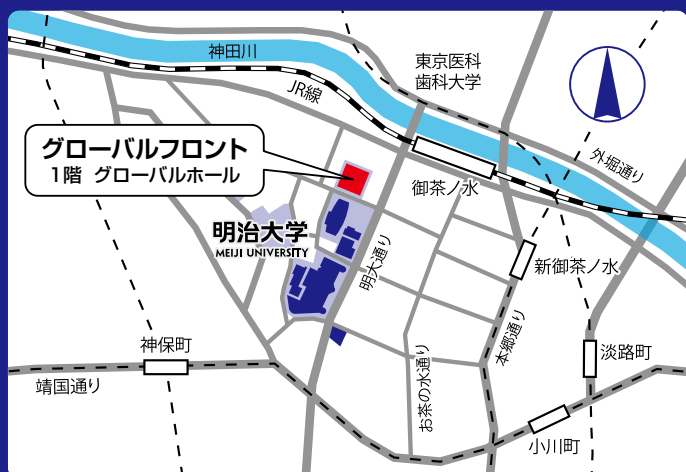 神田川
東京医科
歯科大学
JR線
外堀通り
グローバルフロント
1階 グローバルホール
御茶ノ水
明治大学
MEIJI UNIVERSITY
明大通り
新御茶ノ水
神保町
本郷通り
淡路町
靖国通り
お茶の水通り
小川町